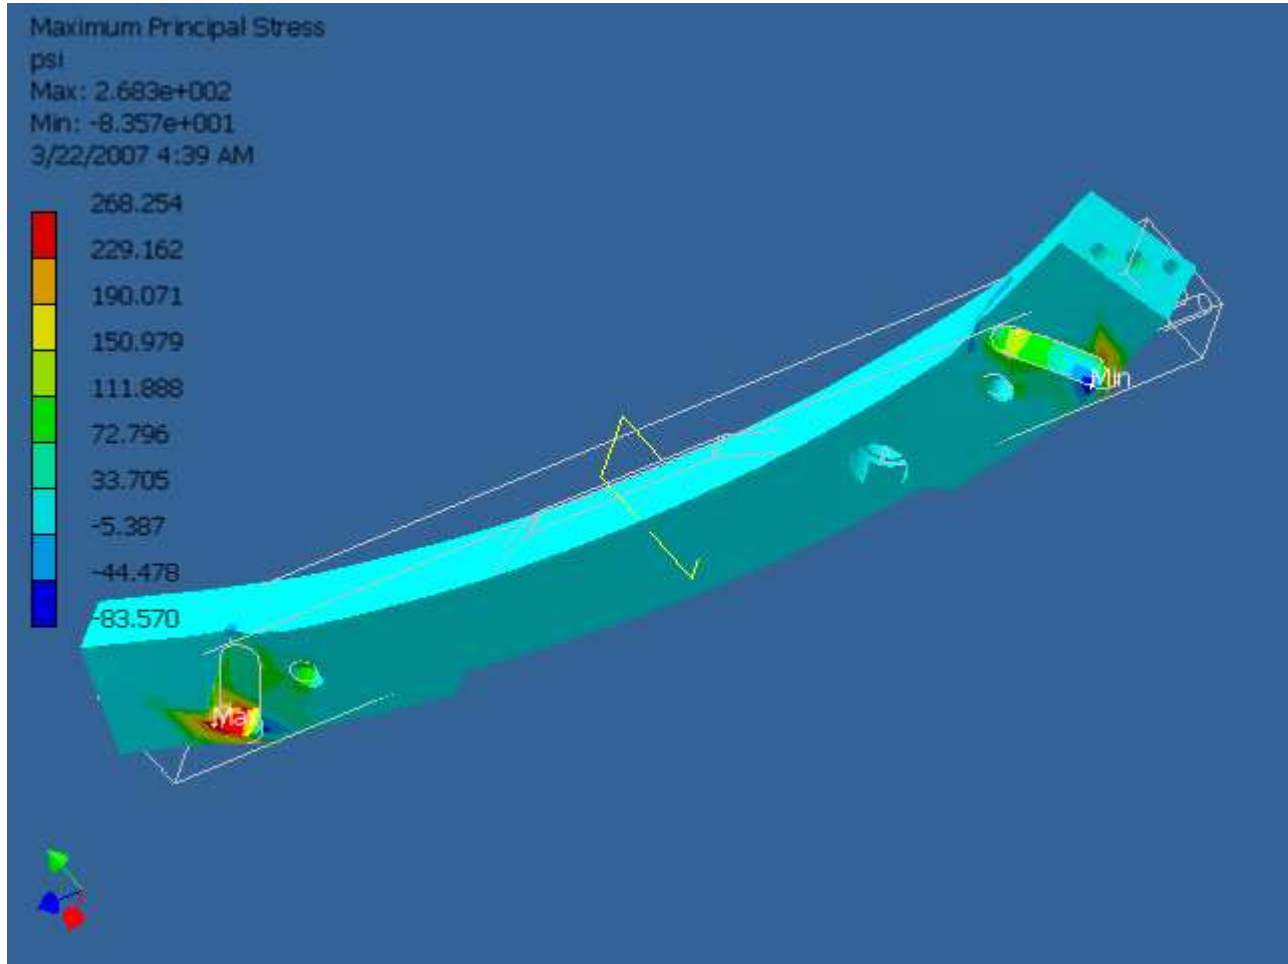 Maximum Principal Stress
psi
Max: 2.683e+002
Min: -8.357e+001
3/22/2007 4:39 AM
268.254
229.162
190.071
150.979
111.888
72.796
33.705
-5.387
-44.478
-83.570
Min
Max